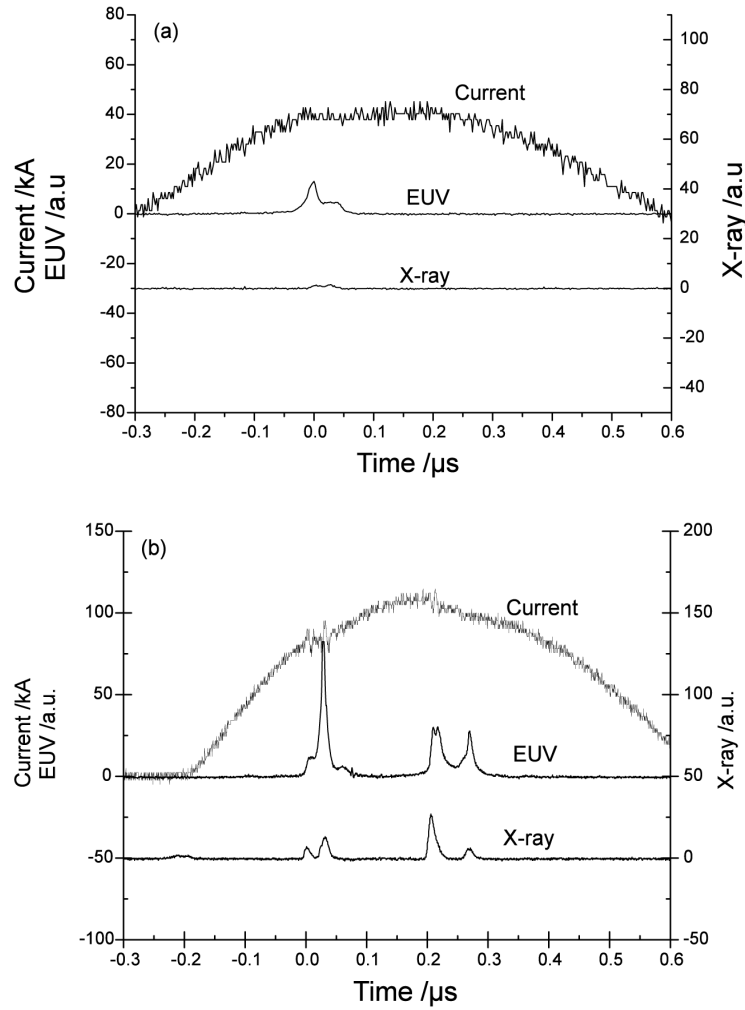 (a)
Current /kA
EUV /a.u
80
60
40
20
0
-20
-40
-60
-80
Current
EUV
X-ray
100
80
60
40
20
0
-20
-40
X-ray /a.u
-0.3 -0.2 -0.1 0.0 0.1 0.2 0.3 0.4 0.5 0.6
Time /µs
(b)
Current /kA
EUV /a.u.
150
100
50
0
-50
-100
Current
EUV
X-ray
200
150
100
50
0
-50
X-ray /a.u.
-0.3 -0.2 -0.1 0.0 0.1 0.2 0.3 0.4 0.5 0.6
Time /µs